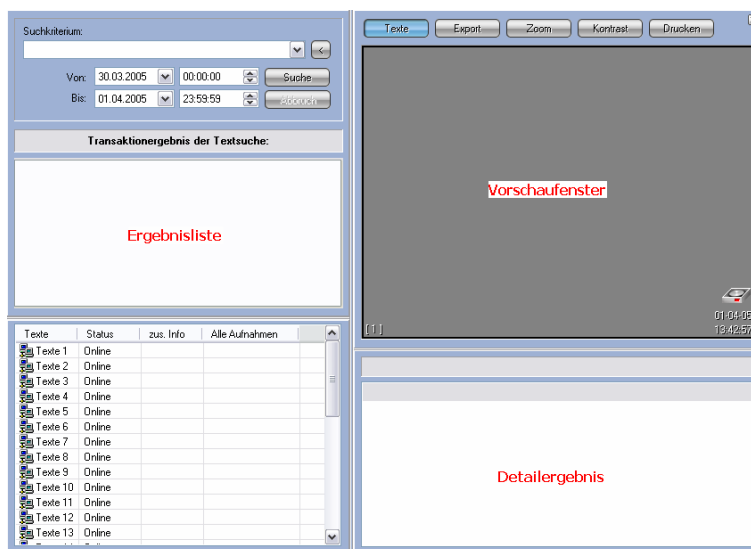 Suchkriterium:
<
Von: 30.03.2005 00:00:00 Suche
Bis: 01.04.2005 23:59:59 Abbruch
Transaktionergebnis der Textsuche:
Ergebnisliste
Texte Status zus. Info Alle Aufnahmen
Texte 1 Online
Texte 2 Online
Texte 3 Online
Texte 4 Online
Texte 5 Online
Texte 6 Online
Texte 7 Online
Texte 8 Online
Texte 9 Online
Texte 10 Online
Texte 11 Online
Texte 12 Online
Texte 13 Online
Texte Export Zoom Kontrast Drucken
Vorschaufenster
01-04-05
[1] 13:42:57
Detailergebnis